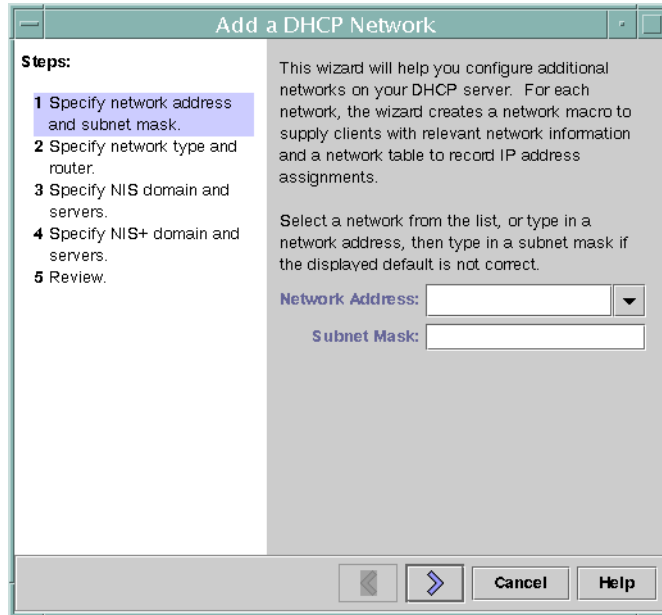 Add a DHCP Network
Steps:
1 Specify network address
and subnet mask.
2 Specify network type and
router.
3 Specify NIS domain and
servers.
4 Specify NIS+ domain and
servers.
5 Review.
This wizard will help you configure additional
networks on your DHCP server. For each
network, the wizard creates a network macro to
supply clients with relevant network information
and a network table to record IP address
assignments.
Select a network from the list, or type in a
network address, then type in a subnet mask if
the displayed default is not correct.
Network Address:
Subnet Mask:
Cancel
Help